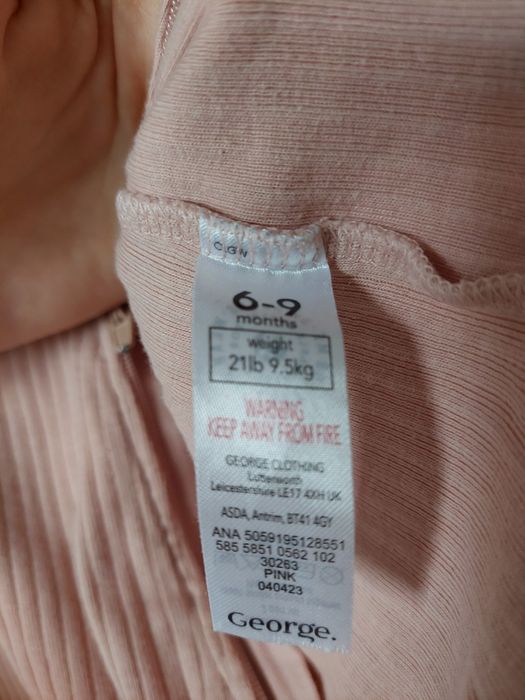 CGN
6-9
months
weight
21lb 9.5kg
WARNING
KEEP AWAY FROM FIRE
GEORGE CLOTHING
Lutterworth
Leicestershire LE17 4XH UK
ASDA, Antrim, BT41 4GY
ANA 5059195128551
585 5851 0562 102
30263
PINK
040423
George.